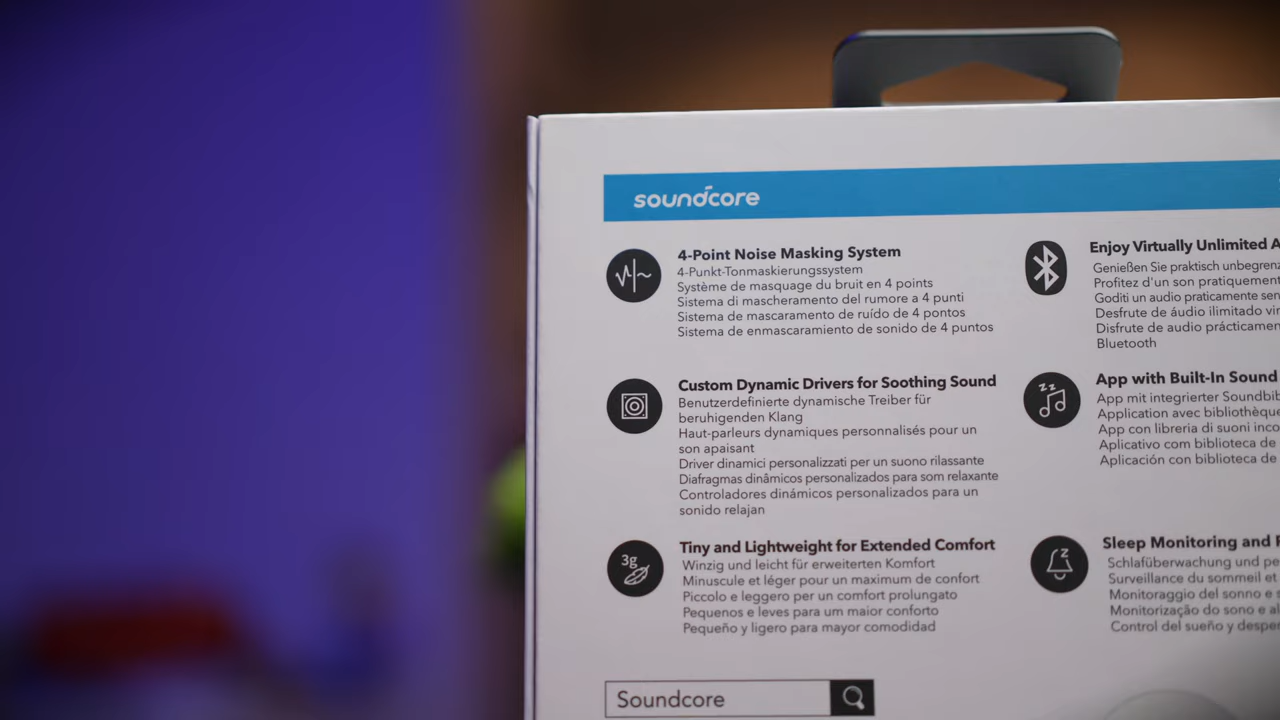 soundcore
4-Point Noise Masking System
4-Punkt-Tonmaskierungssystem
Système de masquage du bruit en 4 points
Sistema di mascheramento del rumore a 4 punti
Sistema de mascaramento de ruído de 4 pontos
Sistema de enmascaramiento de sonido de 4 puntos
Enjoy Virtually Unlimited
Genießen Sie praktisch
Profitez d'un son
Goditi un audio praticamente
Desfrute de áudio ilimitado
Disfrute de audio
Bluetooth
Custom Dynamic Drivers for Soothing Sound
Benutzerdefinierte dynamische Treiber für
beruhigenden Klang
Haut-parleurs dynamiques personnalisés pour un
son apaisant
Driver dinamici personalizzati per un suono rilassante
Diafragmas dinâmicos personalizados para som relaxante
Controladores dinámicos personalizados para un
sonido relajan
zz
App with Built-In Sound
App mit integrierter
Application avec
App con libreria di suoni
Aplicativo com biblioteca de
Aplicación con biblioteca de
3g
Tiny and Lightweight for Extended Comfort
Winzig und leicht für erweiterten Komfort
Minuscule et léger pour un maximum de confort
Piccolo e leggero per un comfort prolungato
Pequenos e leves para um maior conforto
Pequeño y ligero para mayor comodidad
z
Sleep Monitoring and
Schlafüberwachung und
Surveillance du sommeil et
Monitoraggio del sonno e
Monitorização do sono e
Control del sueño y
Soundcore